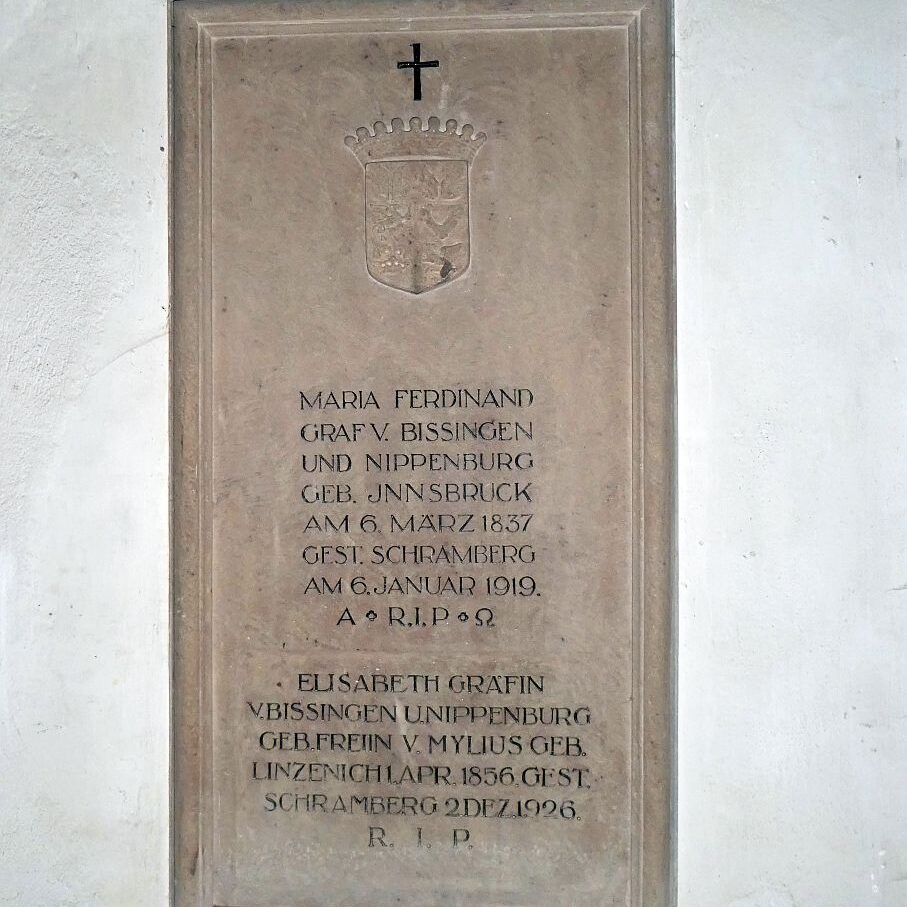 MARIA FERDINAND
GRAF V. BISSINGEN
UND NIPPENBURG
GEB. JNNSBRUCK
AM 6. MÄRZ 1837
GEST. SCHRAMBERG
AM 6. JANUAR 1919.
A R.I.P Ω
ELISABETH GRÄFIN
V. BISSINGEN U. NIPPENBURG
GEB. FREIIN V. MYLIUS GEB.
LINZENICH 1. APR. 1856. GEST.
SCHRAMBERG 2. DEZ. 1926.
R. I. P.